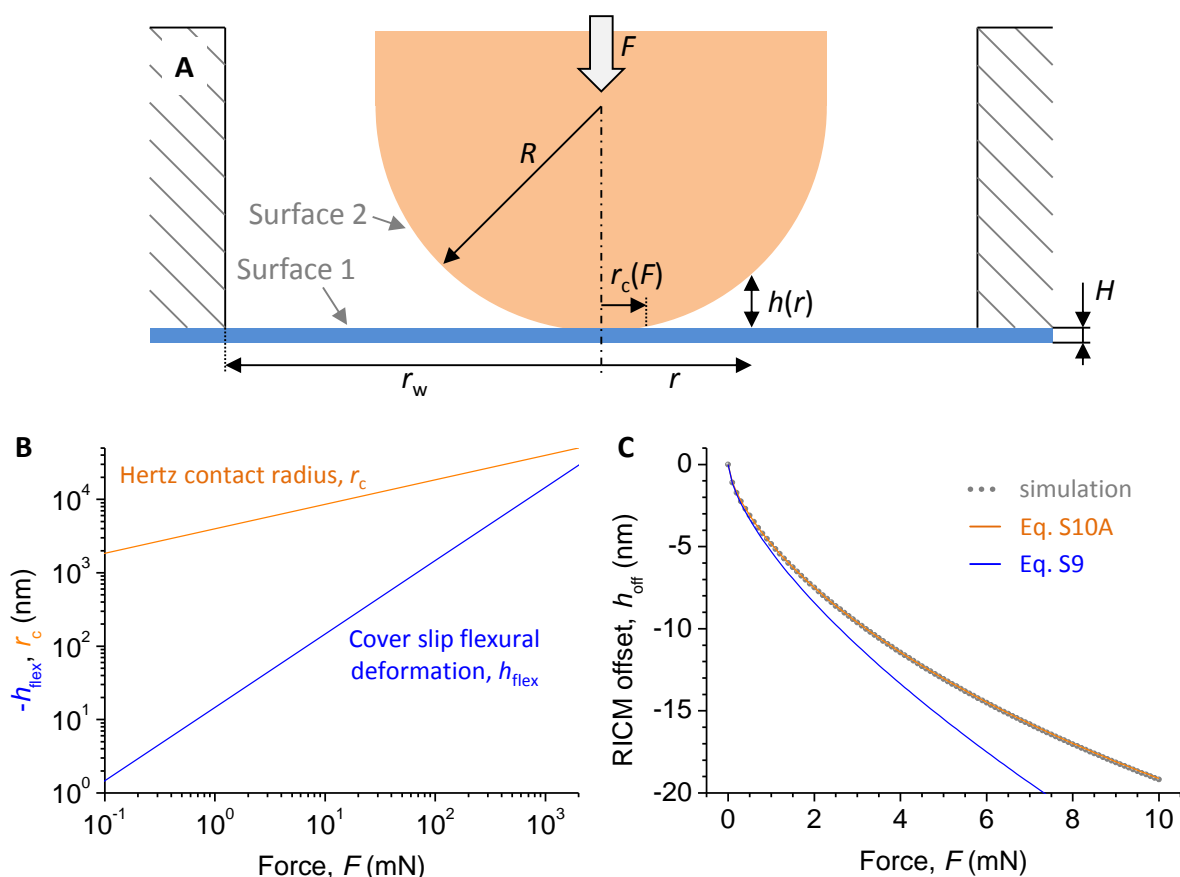 A
F
R
Surface 2
Surface 1
r_c(F)
h(r)
H
r_w
r
B
Hertz contact radius, r_c
Cover slip flexural
deformation, h_flex
-h_flex, r_c (nm)
10^4
10^3
10^2
10^1
10^0
10^-1
10^0
10^1
10^2
10^3
Force, F (mN)
C
simulation
Eq. S10A
Eq. S9
RICM offset, h_off (nm)
0
-5
-10
-15
-20
0
2
4
6
8
10
Force, F (mN)